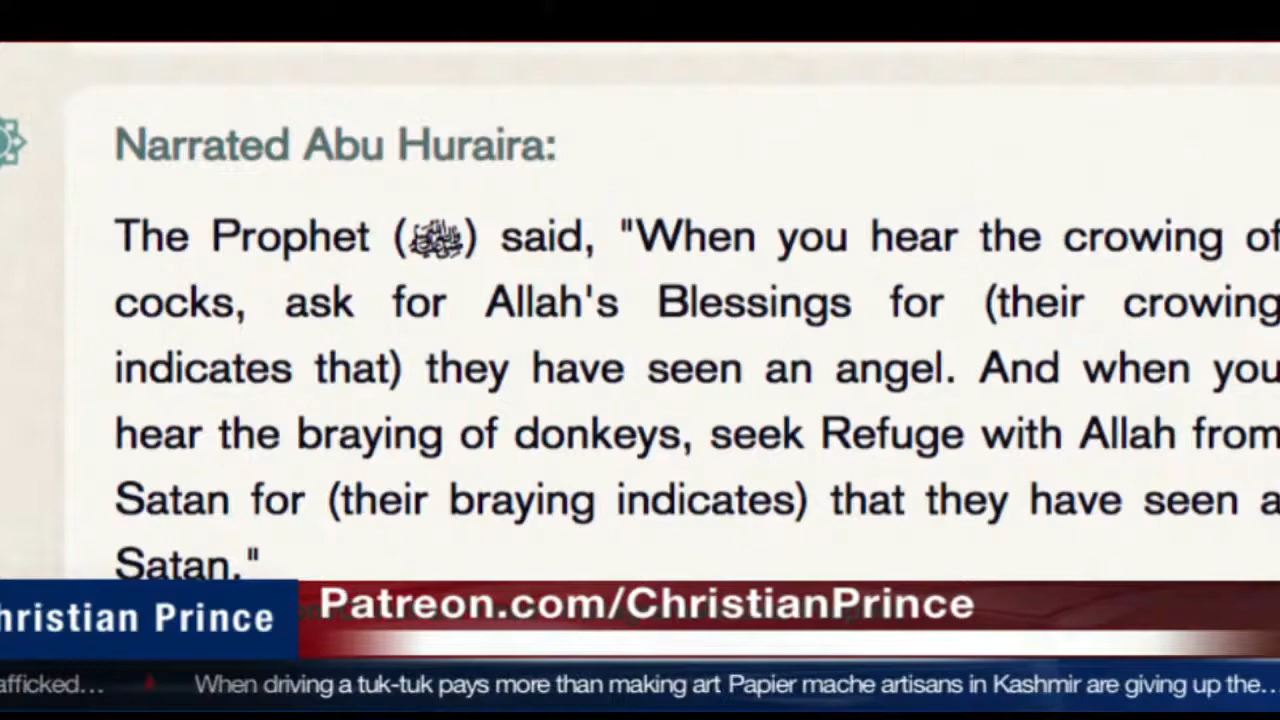 Narrated Abu Huraira:
The Prophet (ﷺ) said, "When you hear the crowing of
cocks, ask for Allah's Blessings for (their crowing
indicates that) they have seen an angel. And when you
hear the braying of donkeys, seek Refuge with Allah from
Satan for (their braying indicates) that they have seen a
Satan."
hristian Prince
Patreon.com/ChristianPrince
afficked...
When driving a tuk-tuk pays more than making art Papier mache artisans in Kashmir are giving up the...